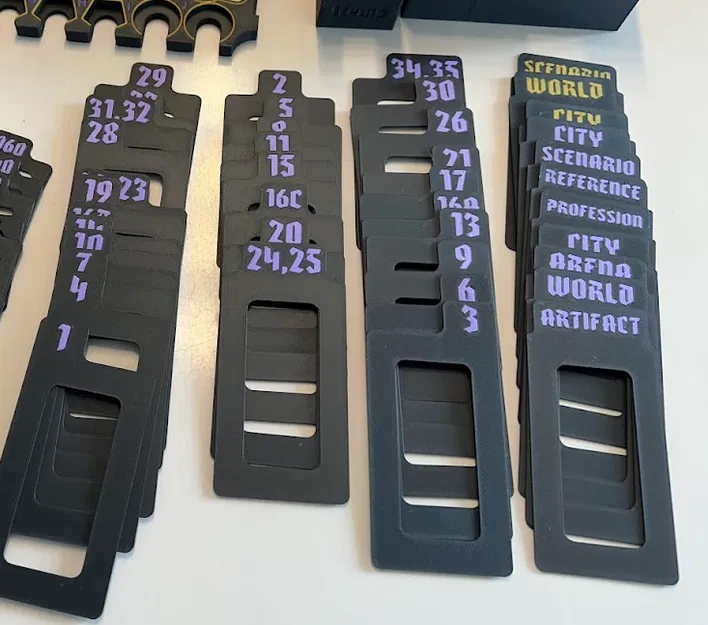 29
31.32
28
19 23
10
7
4
1
2
5
11
15
16C
20
24,25
34.35
30
26
21
17
13
9
6
3
SCENARIO
WORLD
CITY
CITY
SCENARIO
REFERENCE
PROFESSION
CITY
ARENA
WORLD
ARTIFACT